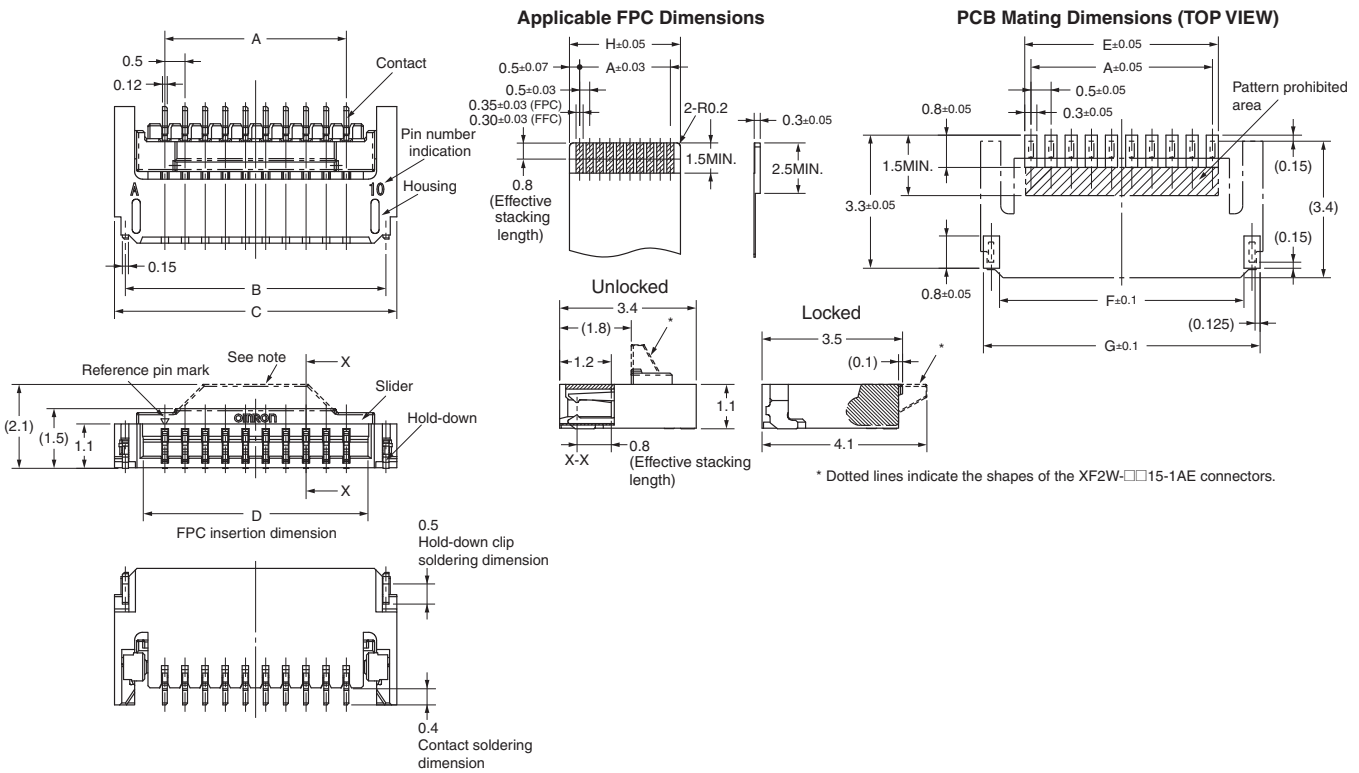 Applicable FPC Dimensions
PCB Mating Dimensions (TOP VIEW)
A
0.5
0.12
Contact
Pin number
indication
A
10
Housing
0.15
B
C
H±0.05
0.5±0.07
A±0.03
0.5±0.03
0.35±0.03 (FPC)
0.30±0.03 (FFC)
2-R0.2
1.5MIN.
0.8
(Effective
stacking
length)
0.3±0.05
2.5MIN.
E±0.05
A±0.05
0.5±0.05
0.3±0.05
Pattern prohibited
area
0.8±0.05
1.5MIN.
3.3±0.05
(0.15)
(3.4)
(0.15)
0.8±0.05
F±0.1
(0.125)
G±0.1
Unlocked
3.4
(1.8)
*
1.2
1.1
0.8
X-X
(Effective stacking
length)
Locked
3.5
(0.1)
*
4.1
* Dotted lines indicate the shapes of the XF2W-□□15-1AE connectors.
See note
X
Reference pin mark
Slider
OMRON
Hold-down
(2.1)
(1.5)
1.1
X
D
FPC insertion dimension
0.5
Hold-down clip
soldering dimension
0.4
Contact soldering
dimension